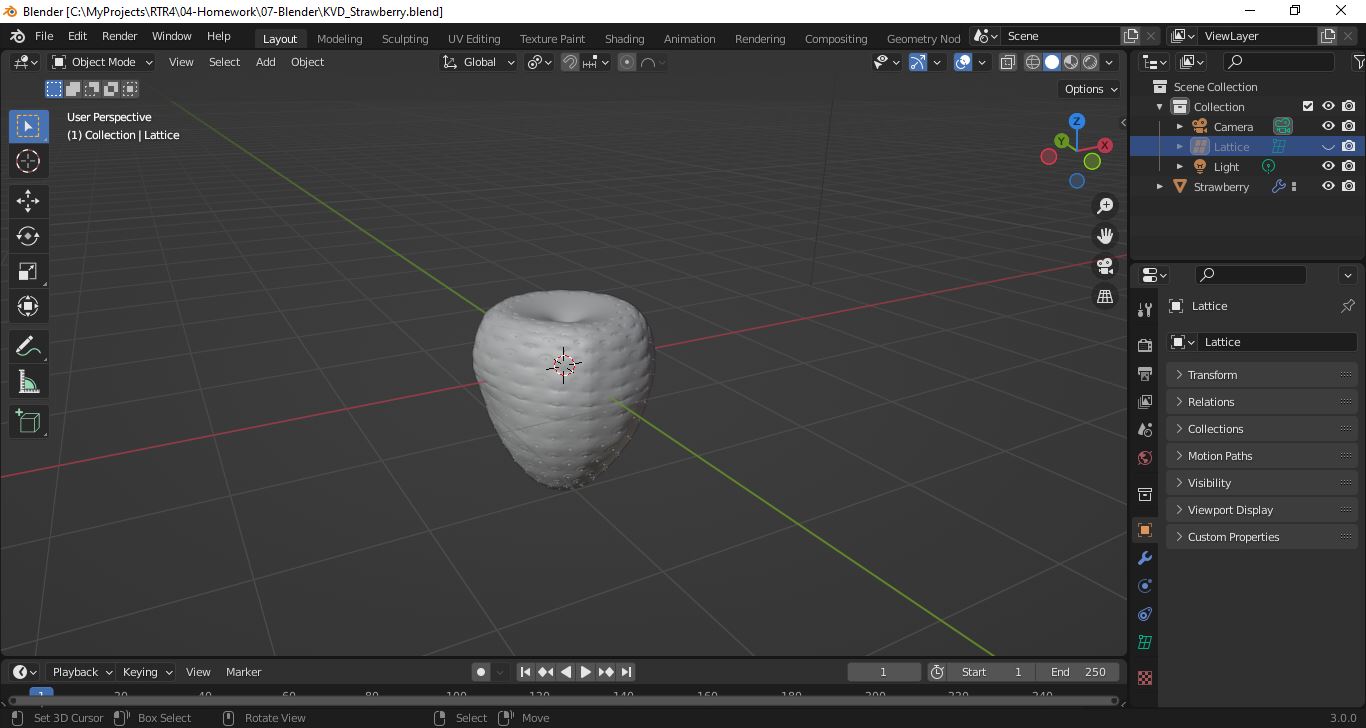 Blender [C:\MyProjects\RTR4\04-Homework\07-Blender\KVD_Strawberry.blend]
File Edit Render Window Help Layout Modeling Sculpting UV Editing Texture Paint Shading Animation Rendering Compositing Geometry Nod Scene ViewLayer
Object Mode View Select Add Object Global
Options
User Perspective
(1) Collection | Lattice
Z
Y
X
Scene Collection
Collection
Camera
Lattice
Light
Strawberry
Lattice
Lattice
Transform
Relations
Collections
Motion Paths
Visibility
Viewport Display
Custom Properties
Playback Keying View Marker 1 Start 1 End 250
1 20 40 60 80 100 120 140 160 180 200 220 240
Set 3D Cursor Box Select Rotate View Select Move 3.0.0